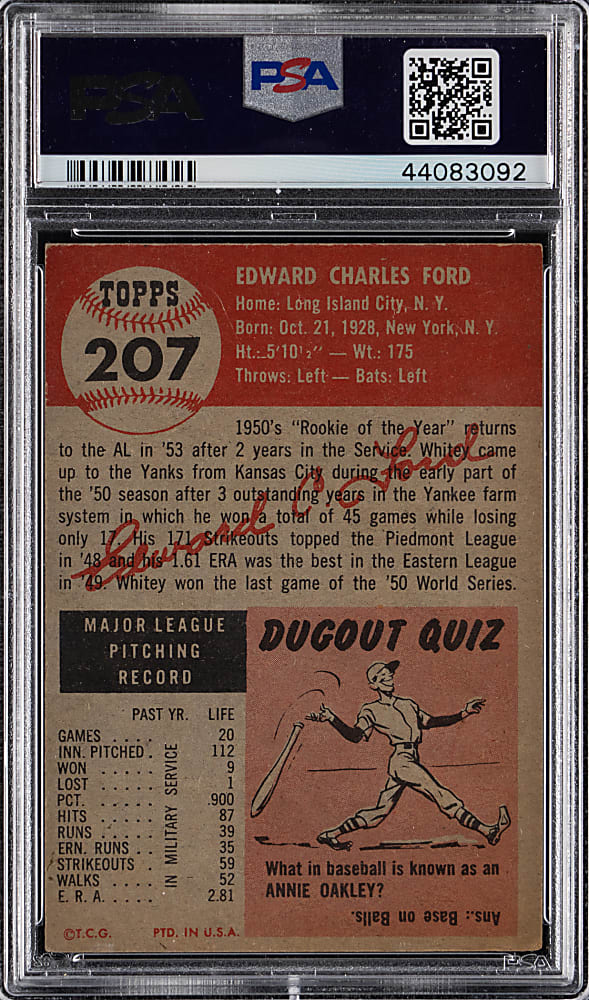 PSA
PSA
44083092
TOPPS
207
EDWARD CHARLES FORD
Home: Long Island City, N. Y.
Born: Oct. 21, 1928, New York, N. Y.
Ht.: 5'10½" — Wt.: 175
Throws: Left — Bats: Left
1950's "Rookie of the Year" returns
to the AL in '53 after 2 years in the Service. Whitey came
up to the Yanks from Kansas City during the early part of
the '50 season after 3 outstanding years in the Yankee farm
system in which he won a total of 45 games while losing
only 17. His 171 Strikeouts topped the Piedmont League
in '48 and his 1.61 ERA was the best in the Eastern League
in '49. Whitey won the last game of the '50 World Series.
Edward C. Ford
MAJOR LEAGUE
PITCHING
RECORD
PAST YR. LIFE
GAMES . . . . 20
INN. PITCHED . 112
WON . . . . . 9
LOST . . . . . 1
PCT. . . . . . .900
HITS . . . . . 87
RUNS . . . . . 39
ERN. RUNS . . 35
STRIKEOUTS . 59
WALKS . . . . 52
E. R. A. . . . . 2.81
IN MILITARY SERVICE
DUGOUT QUIZ
What in baseball is known as an
ANNIE OAKLEY?
Ans.: Base on Balls.
©T.C.G. PTD. IN U.S.A.
PSA